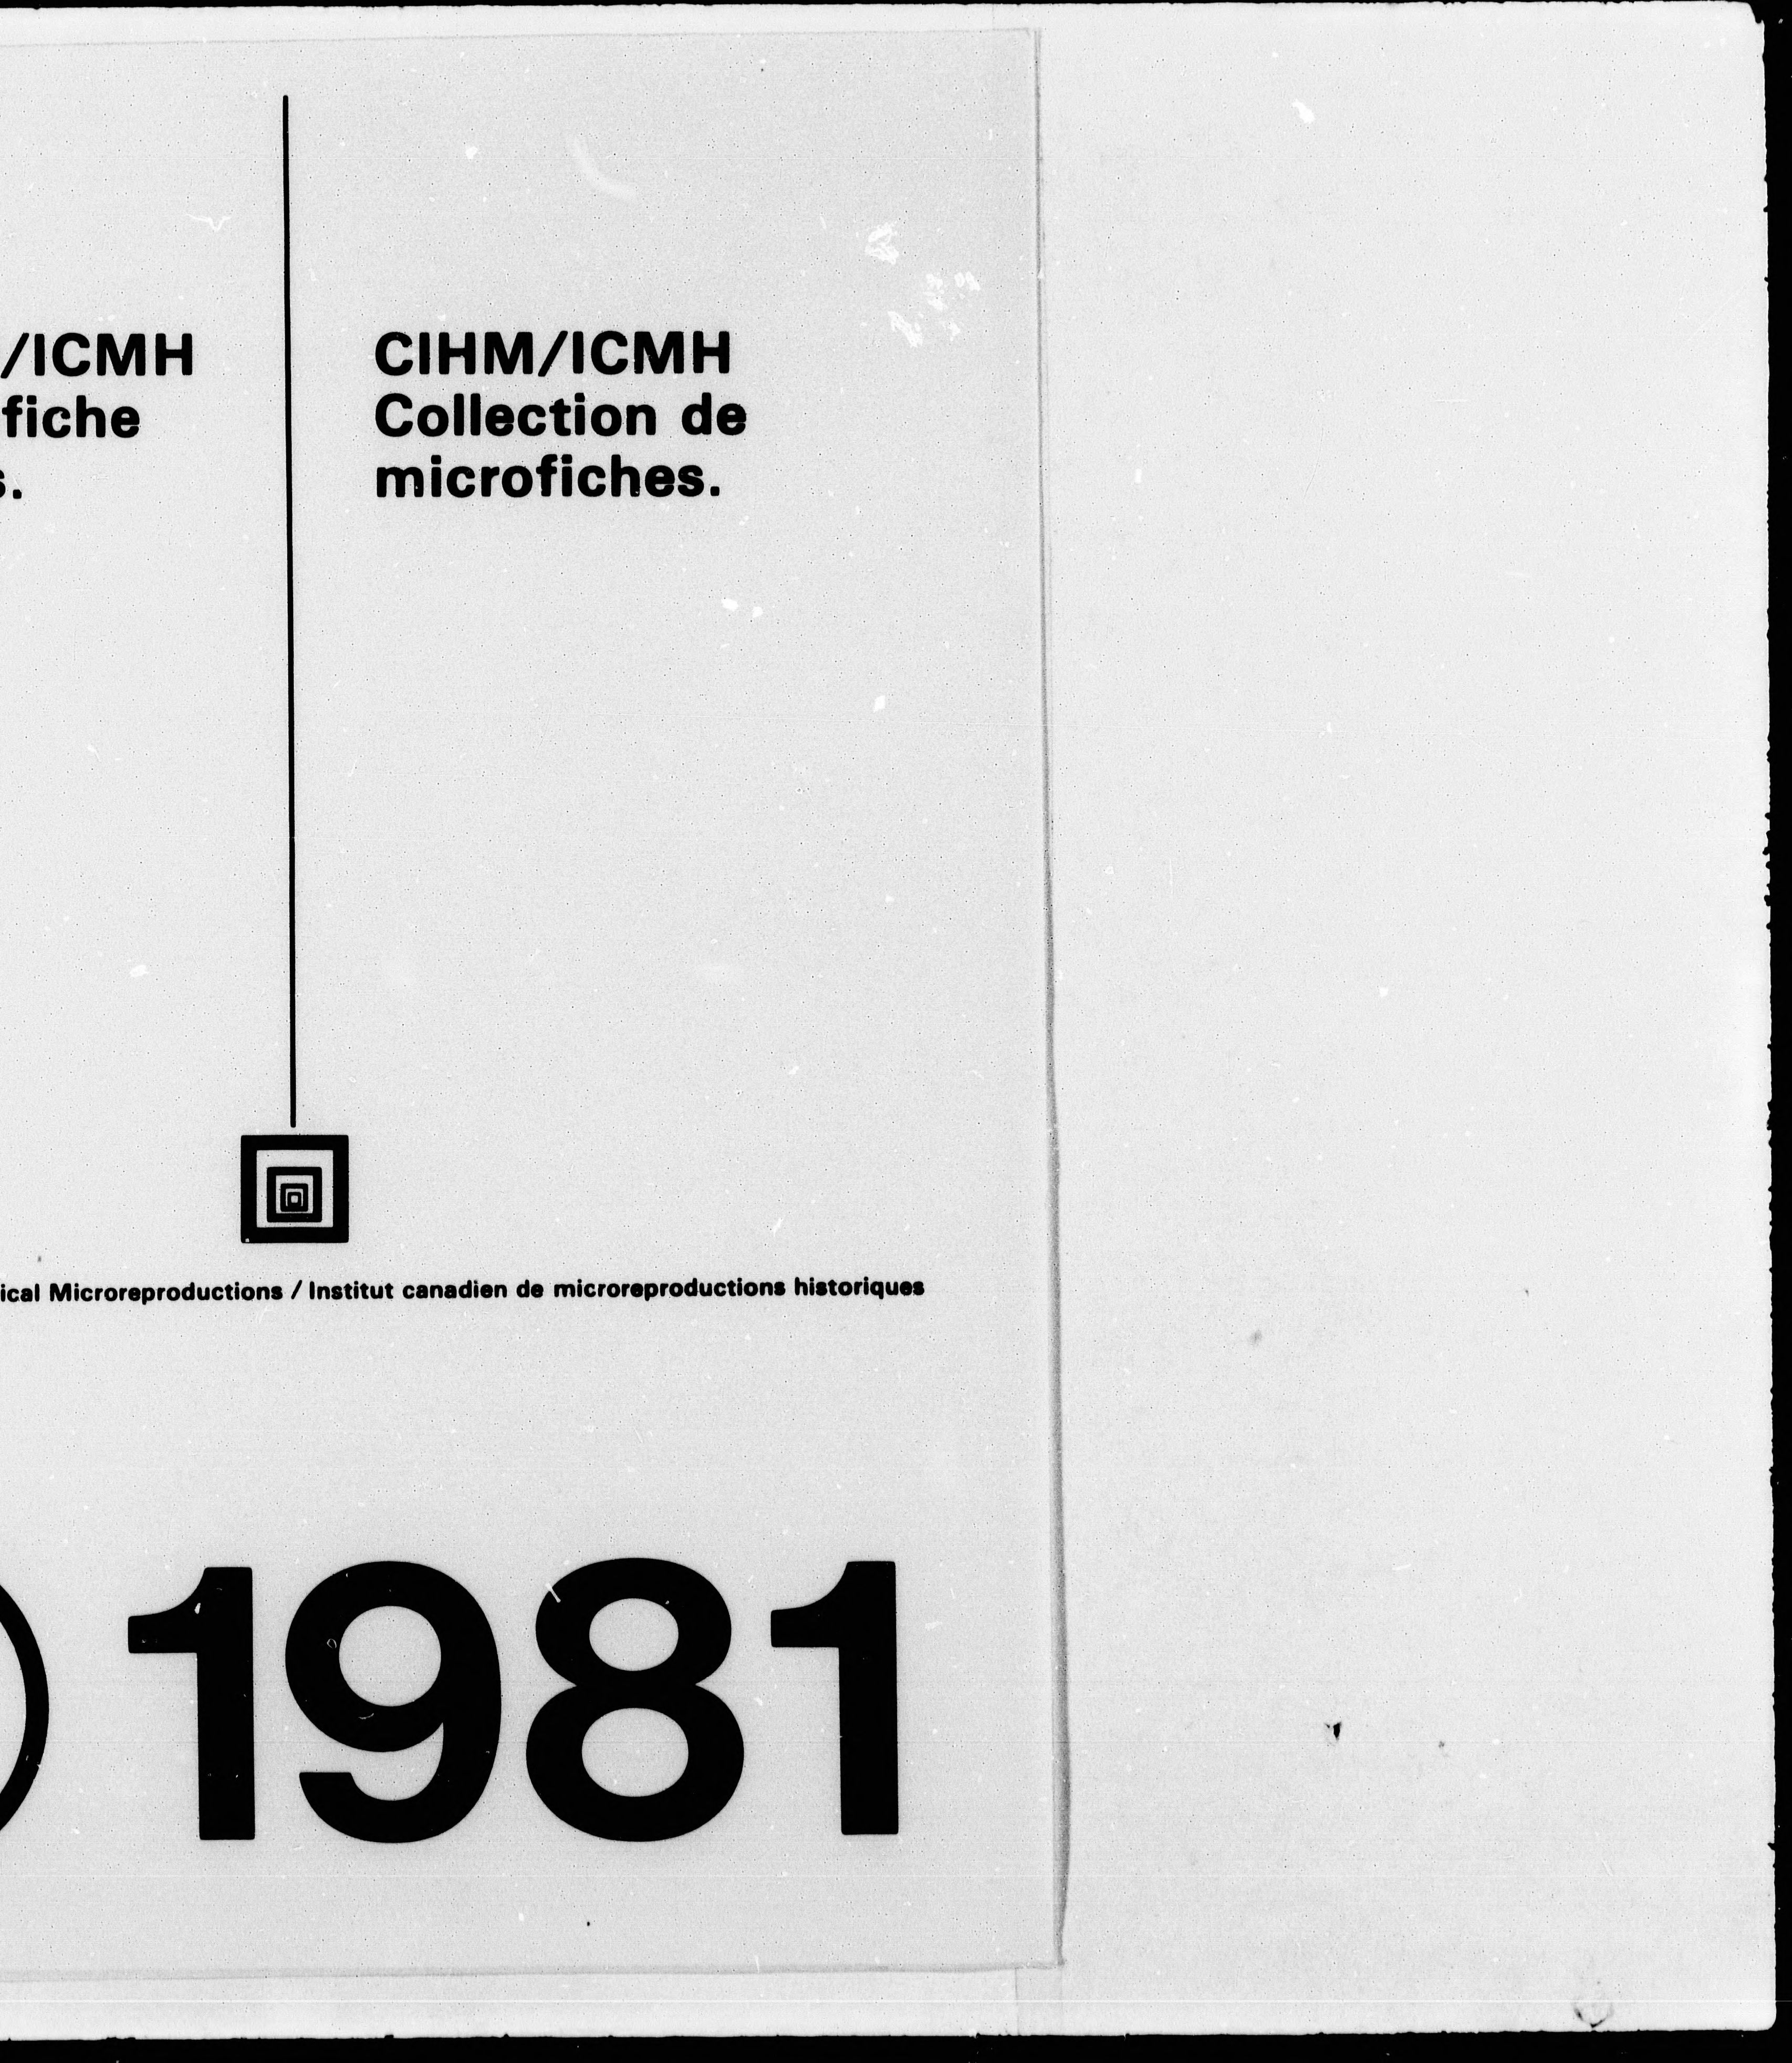 /ICMH
fiche
s.
CIHM/ICMH
Collection de
microfiches.
ical Microreproductions / Institut canadien de microreproductions historiques
1981